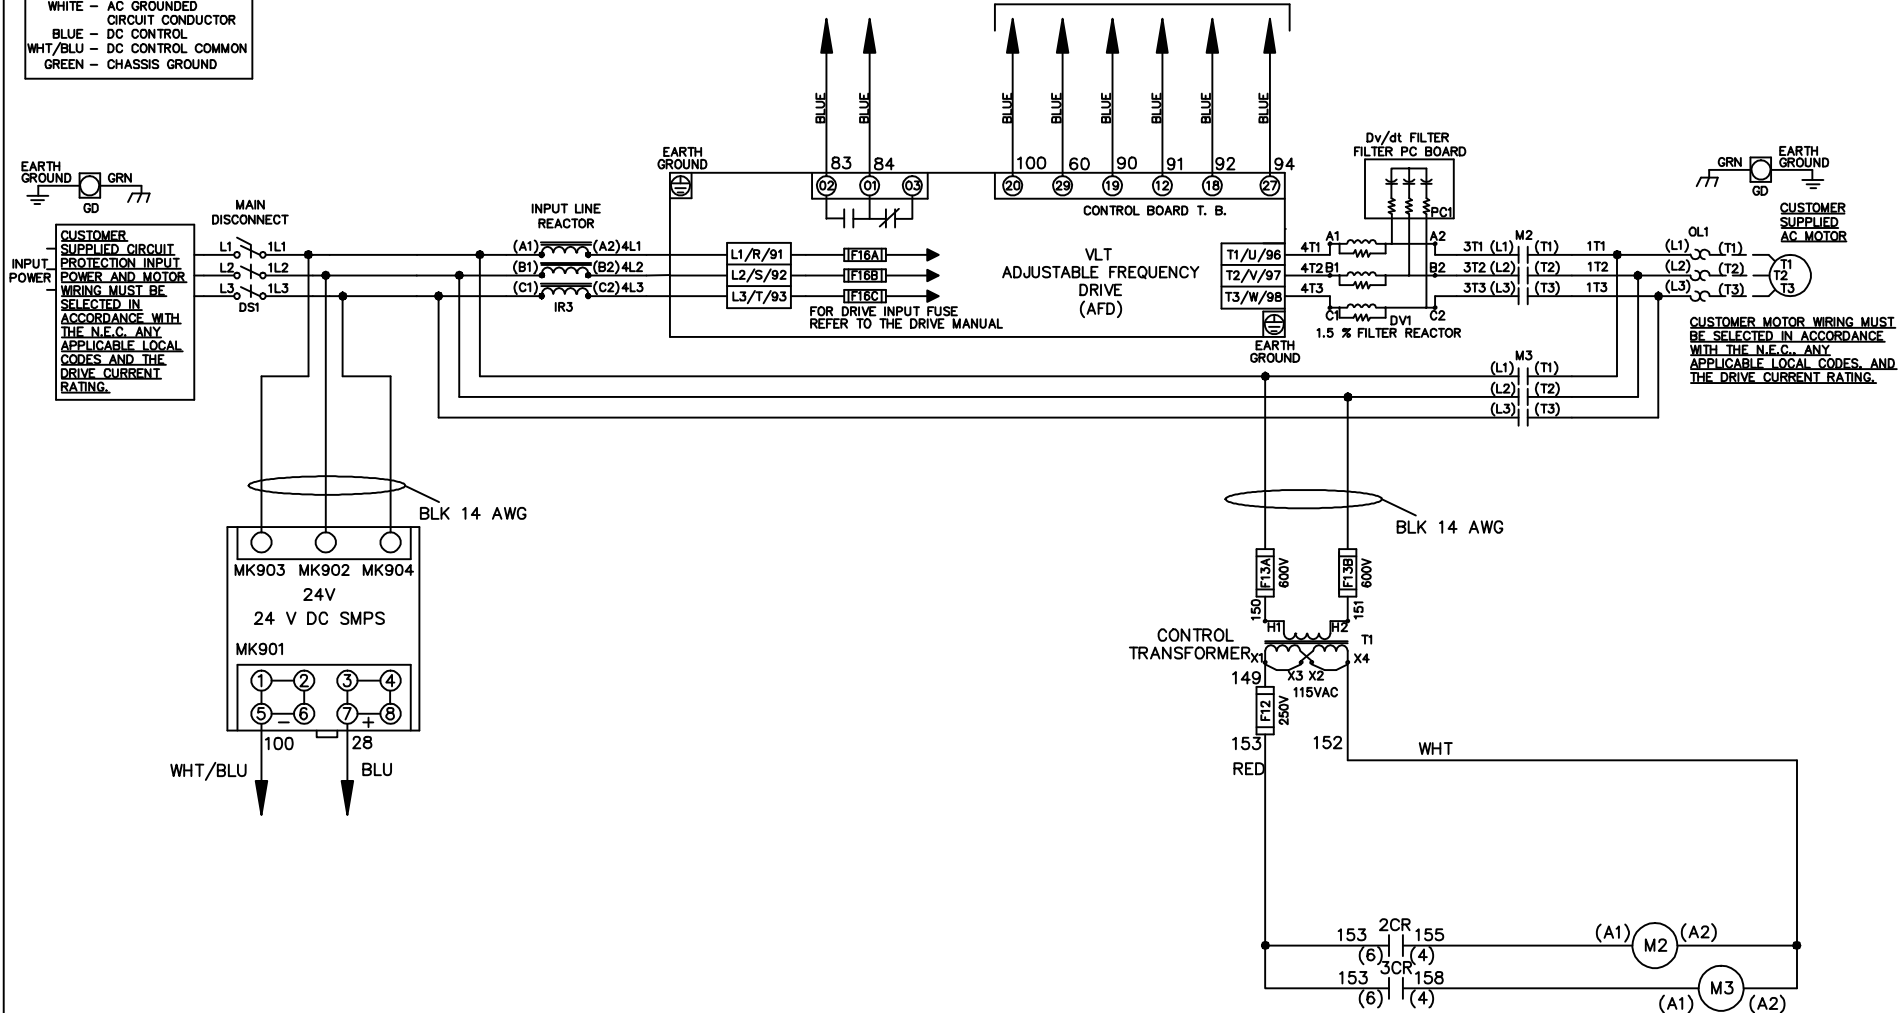 WHITE – AC GROUNDED
CIRCUIT CONDUCTOR
BLUE – DC CONTROL
WHT/BLU – DC CONTROL COMMON
GREEN – CHASSIS GROUND
BLUE BLUE BLUE BLUE BLUE BLUE BLUE BLUE
83 84 100 60 90 91 92 94
EARTH
GROUND
02 01 03 20 29 19 12 18 27
CONTROL BOARD T. B.
Dv/dt FILTER
FILTER PC BOARD
PC1
EARTH
GROUND
GRN
GD
GRN
EARTH
GROUND
GD
CUSTOMER
SUPPLIED
AC MOTOR
INPUT
POWER
CUSTOMER
SUPPLIED CIRCUIT
PROTECTION INPUT
POWER AND MOTOR
WIRING MUST BE
SELECTED IN
ACCORDANCE WITH
THE N.E.C. ANY
APPLICABLE LOCAL
CODES AND THE
DRIVE CURRENT
RATING.
MAIN
DISCONNECT
L1 1L1
L2 1L2
L3 1L3
DS1
INPUT LINE
REACTOR
(A1) (A2)4L1
(B1) (B2)4L2
(C1) (C2)4L3
IR3
L1/R/91 F16A
L2/S/92 F16B
L3/T/93 F16C
FOR DRIVE INPUT FUSE
REFER TO THE DRIVE MANUAL
VLT
ADJUSTABLE FREQUENCY
DRIVE
(AFD)
T1/U/96
T2/V/97
T3/W/98
EARTH
GROUND
4T1 A1 A2
4T2 B1 B2
4T3 C1 C2
DV1
1.5 % FILTER REACTOR
M2
3T1 (L1) (T1) 1T1
3T2 (L2) (T2) 1T2
3T3 (L3) (T3) 1T3
OL1
(L1) (T1)
(L2) (T2)
(L3) (T3)
T1
T2
T3
CUSTOMER MOTOR WIRING MUST
BE SELECTED IN ACCORDANCE
WITH THE N.E.C., ANY
APPLICABLE LOCAL CODES, AND
THE DRIVE CURRENT RATING.
M3
(L1) (T1)
(L2) (T2)
(L3) (T3)
BLK 14 AWG
MK903 MK902 MK904
24V
24 V DC SMPS
MK901
1 2 3 4
5 – 6 7 + 8
100 28
WHT/BLU BLU
BLK 14 AWG
F13A 600V F13B 600V
150 151
H1 H2
CONTROL
TRANSFORMER
T1
X1 X4
X3 X2
115VAC
149
F12 250V
153 152
RED
WHT
2CR
153 155 (A1) M2 (A2)
(6) (4)
3CR
153 158 M3
(6) (4) (A1) (A2)